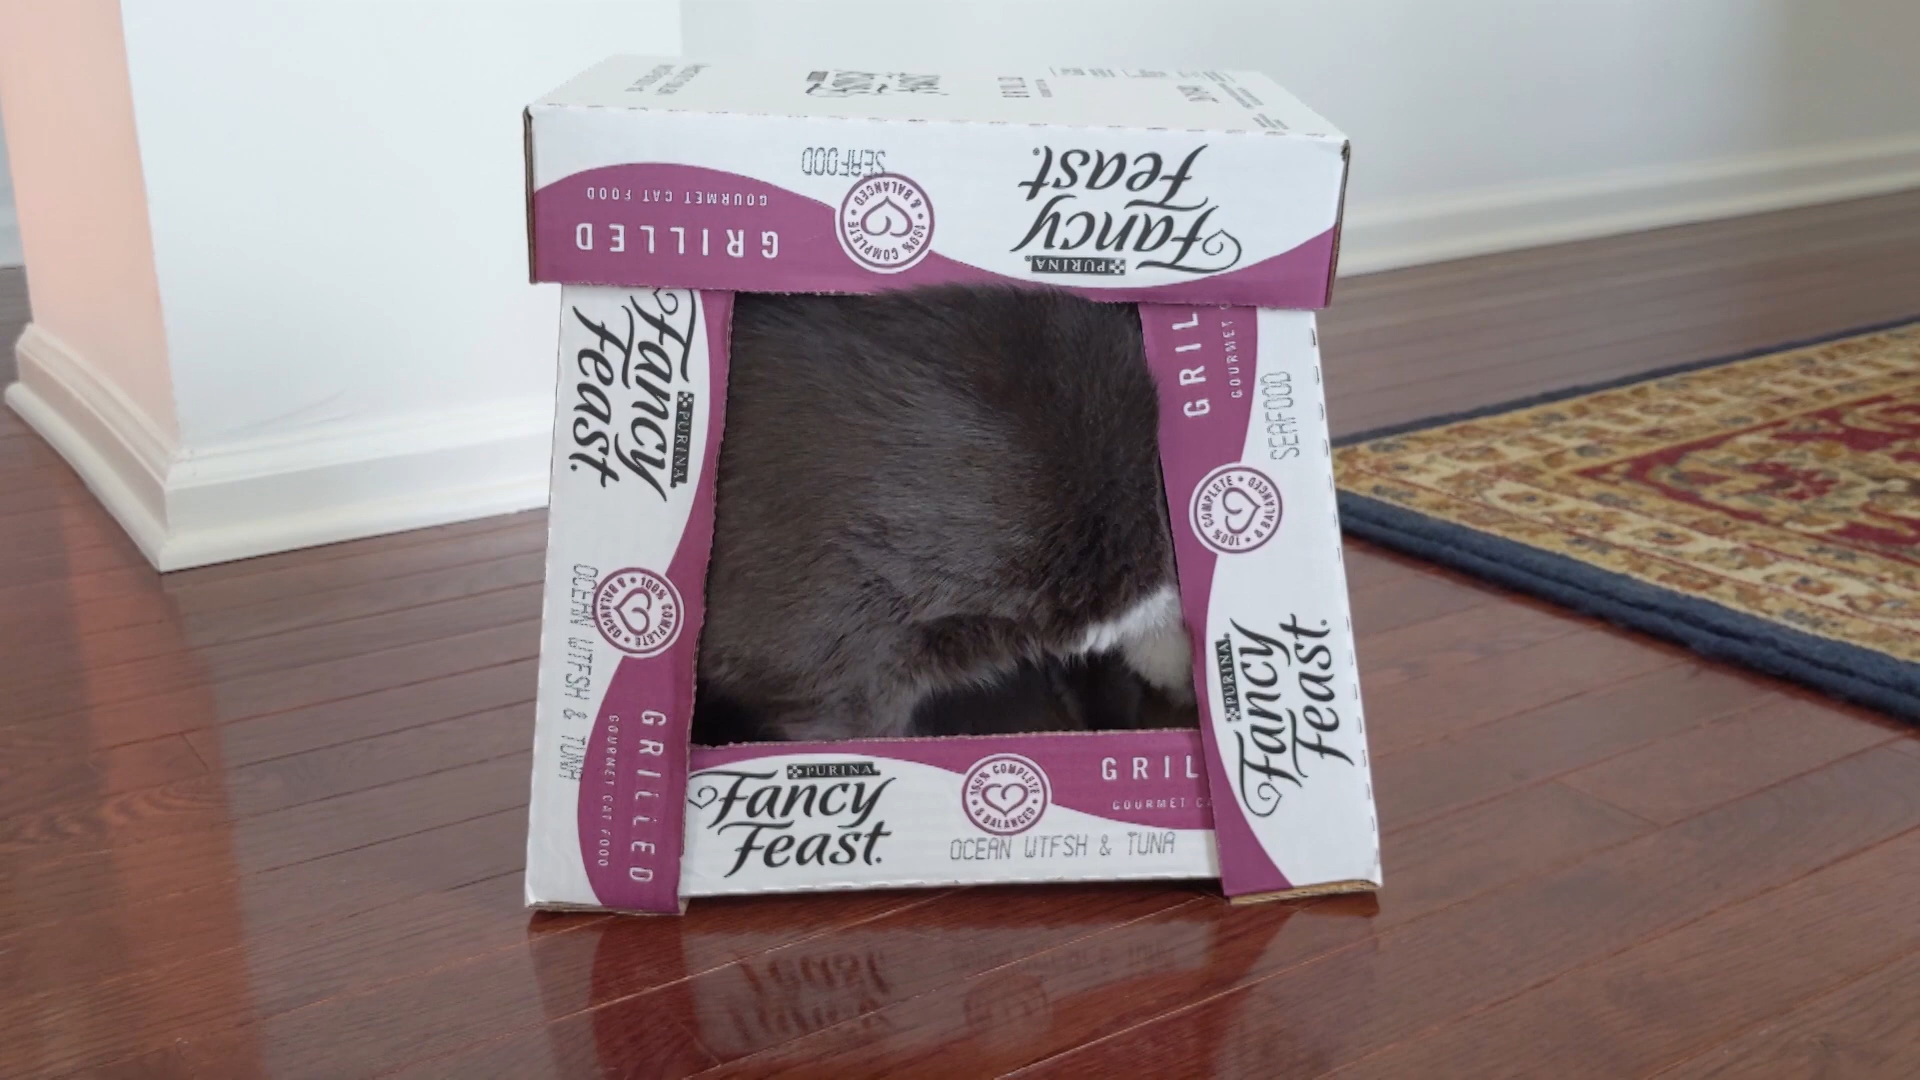 SEAFOOD
GOURMET CAT FOOD
GRILLED
100% COMPLETE & BALANCED
PURINA
Fancy
Feast.
PURINA
Fancy
Feast.
100% COMPLETE & BALANCED
OCEAN WTFSH & TUNA
GRILLED
GOURMET CAT FOOD
GRIL
GOURMET
SEAFOOD
100% COMPLETE & BALANCED
PURINA
Fancy
Feast.
PURINA
Fancy
Feast.
100% COMPLETE & BALANCED
GRIL
GOURMET CA
OCEAN WTFSH & TUNA